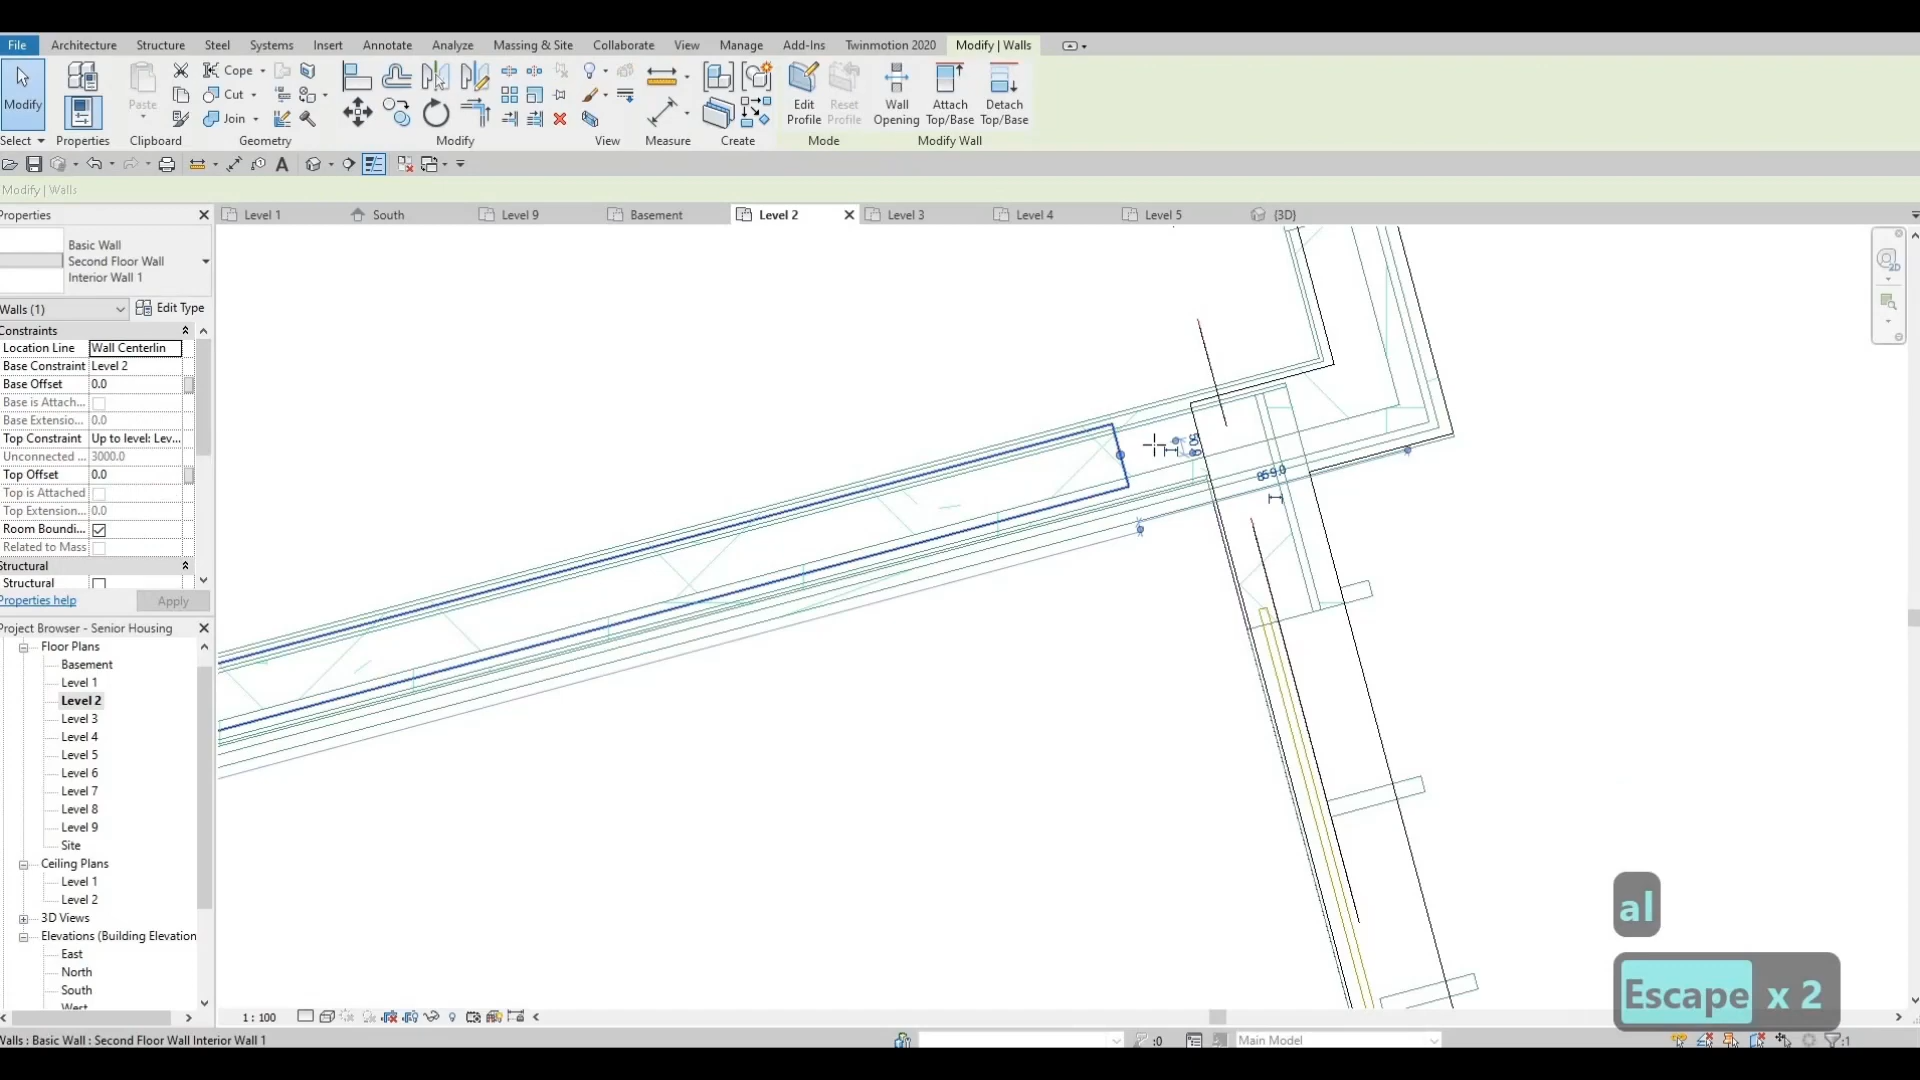 File Architecture Structure Steel Systems Insert Annotate Analyze Massing & Site Collaborate View Manage Add-Ins Twinmotion 2020 Modify | Walls
Modify
Paste
Cope
Cut
Join
Edit Profile
Reset Profile
Wall Opening
Attach Top/Base
Detach Top/Base
Select Properties Clipboard Geometry Modify View Measure Create Mode Modify Wall
Modify | Walls
Properties
Level 1 South Level 9 Basement Level 2 Level 3 Level 4 Level 5 {3D}
Basic Wall
Second Floor Wall
Interior Wall 1
Walls (1) Edit Type
Constraints
Location Line Wall Centerlin
Base Constraint Level 2
Base Offset 0.0
Base is Attach...
Base Extensio... 0.0
Top Constraint Up to level: Lev...
Unconnected ... 3000.0
Top Offset 0.0
Top is Attached
Top Extension... 0.0
Room Boundi...
Related to Mass
Structural
Structural
Properties help Apply
Project Browser - Senior Housing
Floor Plans
Basement
Level 1
Level 2
Level 3
Level 4
Level 5
Level 6
Level 7
Level 8
Level 9
Site
Ceiling Plans
Level 1
Level 2
3D Views
Elevations (Building Elevation
East
North
South
West
859.0
al
Escape x 2
1 : 100
Walls : Basic Wall : Second Floor Wall Interior Wall 1
:0
Main Model
:1